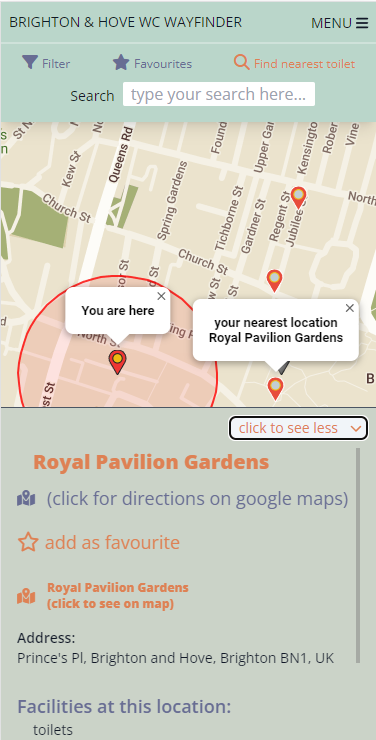 BRIGHTON & HOVE WC WAYFINDER
MENU
Filter
Favourites
Find nearest toilet
Search
type your search here...
Queens Rd
Kew St
Church St
Spring Gardens
Tichborne St
Gardner St
Upper Gar
Regent St
Jubilee S
Kensington
Rober
Vine
North
Found
Church St
You are here
your nearest location
Royal Pavilion Gardens
North St
click to see less
Royal Pavilion Gardens
(click for directions on google maps)
add as favourite
Royal Pavilion Gardens
(click to see on map)
Address:
Prince's Pl, Brighton and Hove, Brighton BN1, UK
Facilities at this location:
toilets